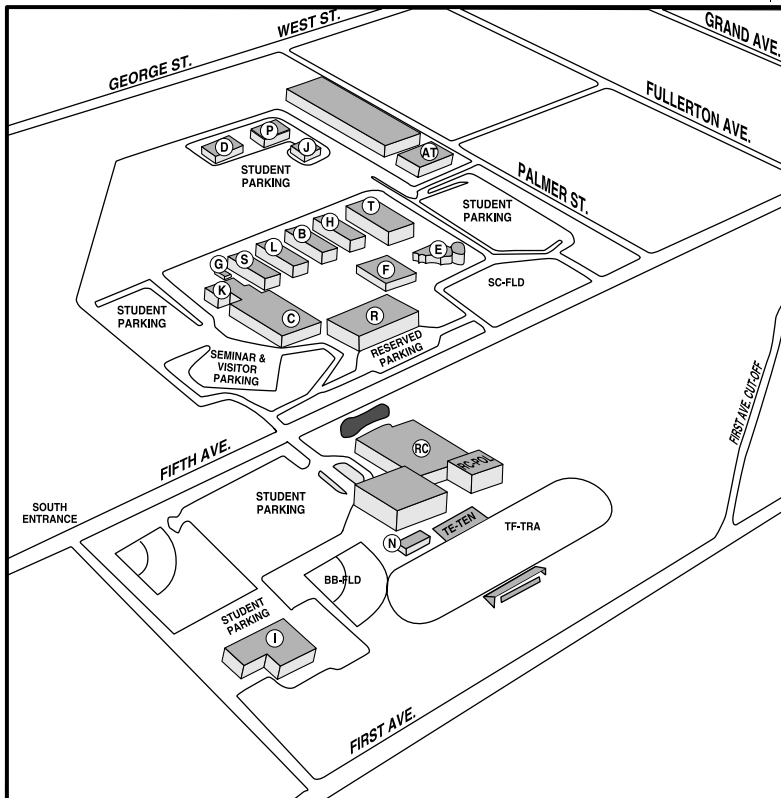 WEST ST.
GRAND AVE.
GEORGE ST.
FULLERTON AVE.
P
D
J
AT
STUDENT
PARKING
PALMER ST.
STUDENT
PARKING
T
H
B
L
E
S
G
F
K
SC-FLD
C
R
STUDENT
PARKING
RESERVED
PARKING
SEMINAR &
VISITOR
PARKING
FIRST AVE. CUT-OFF
FIFTH AVE.
RC
RC-POL
STUDENT
PARKING
SOUTH
ENTRANCE
TE-TEN
TF-TRA
N
BB-FLD
STUDENT
PARKING
I
FIRST AVE.